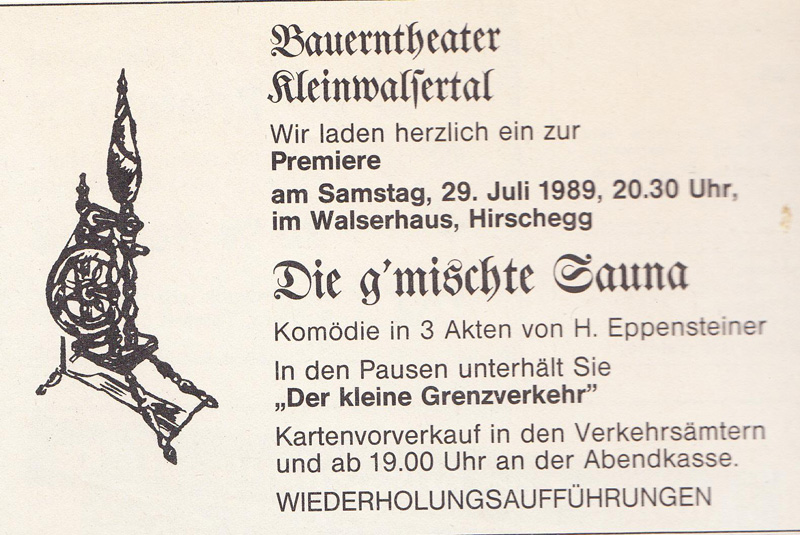 Bauerntheater
Kleinwalsertal
Wir laden herzlich ein zur
Premiere
am Samstag, 29. Juli 1989, 20.30 Uhr,
im Walserhaus, Hirschegg
Die g'mischte Sauna
Komödie in 3 Akten von H. Eppensteiner
In den Pausen unterhält Sie
„Der kleine Grenzverkehr”
Kartenvorverkauf in den Verkehrsämtern
und ab 19.00 Uhr an der Abendkasse.
WIEDERHOLUNGSAUFFÜHRUNGEN